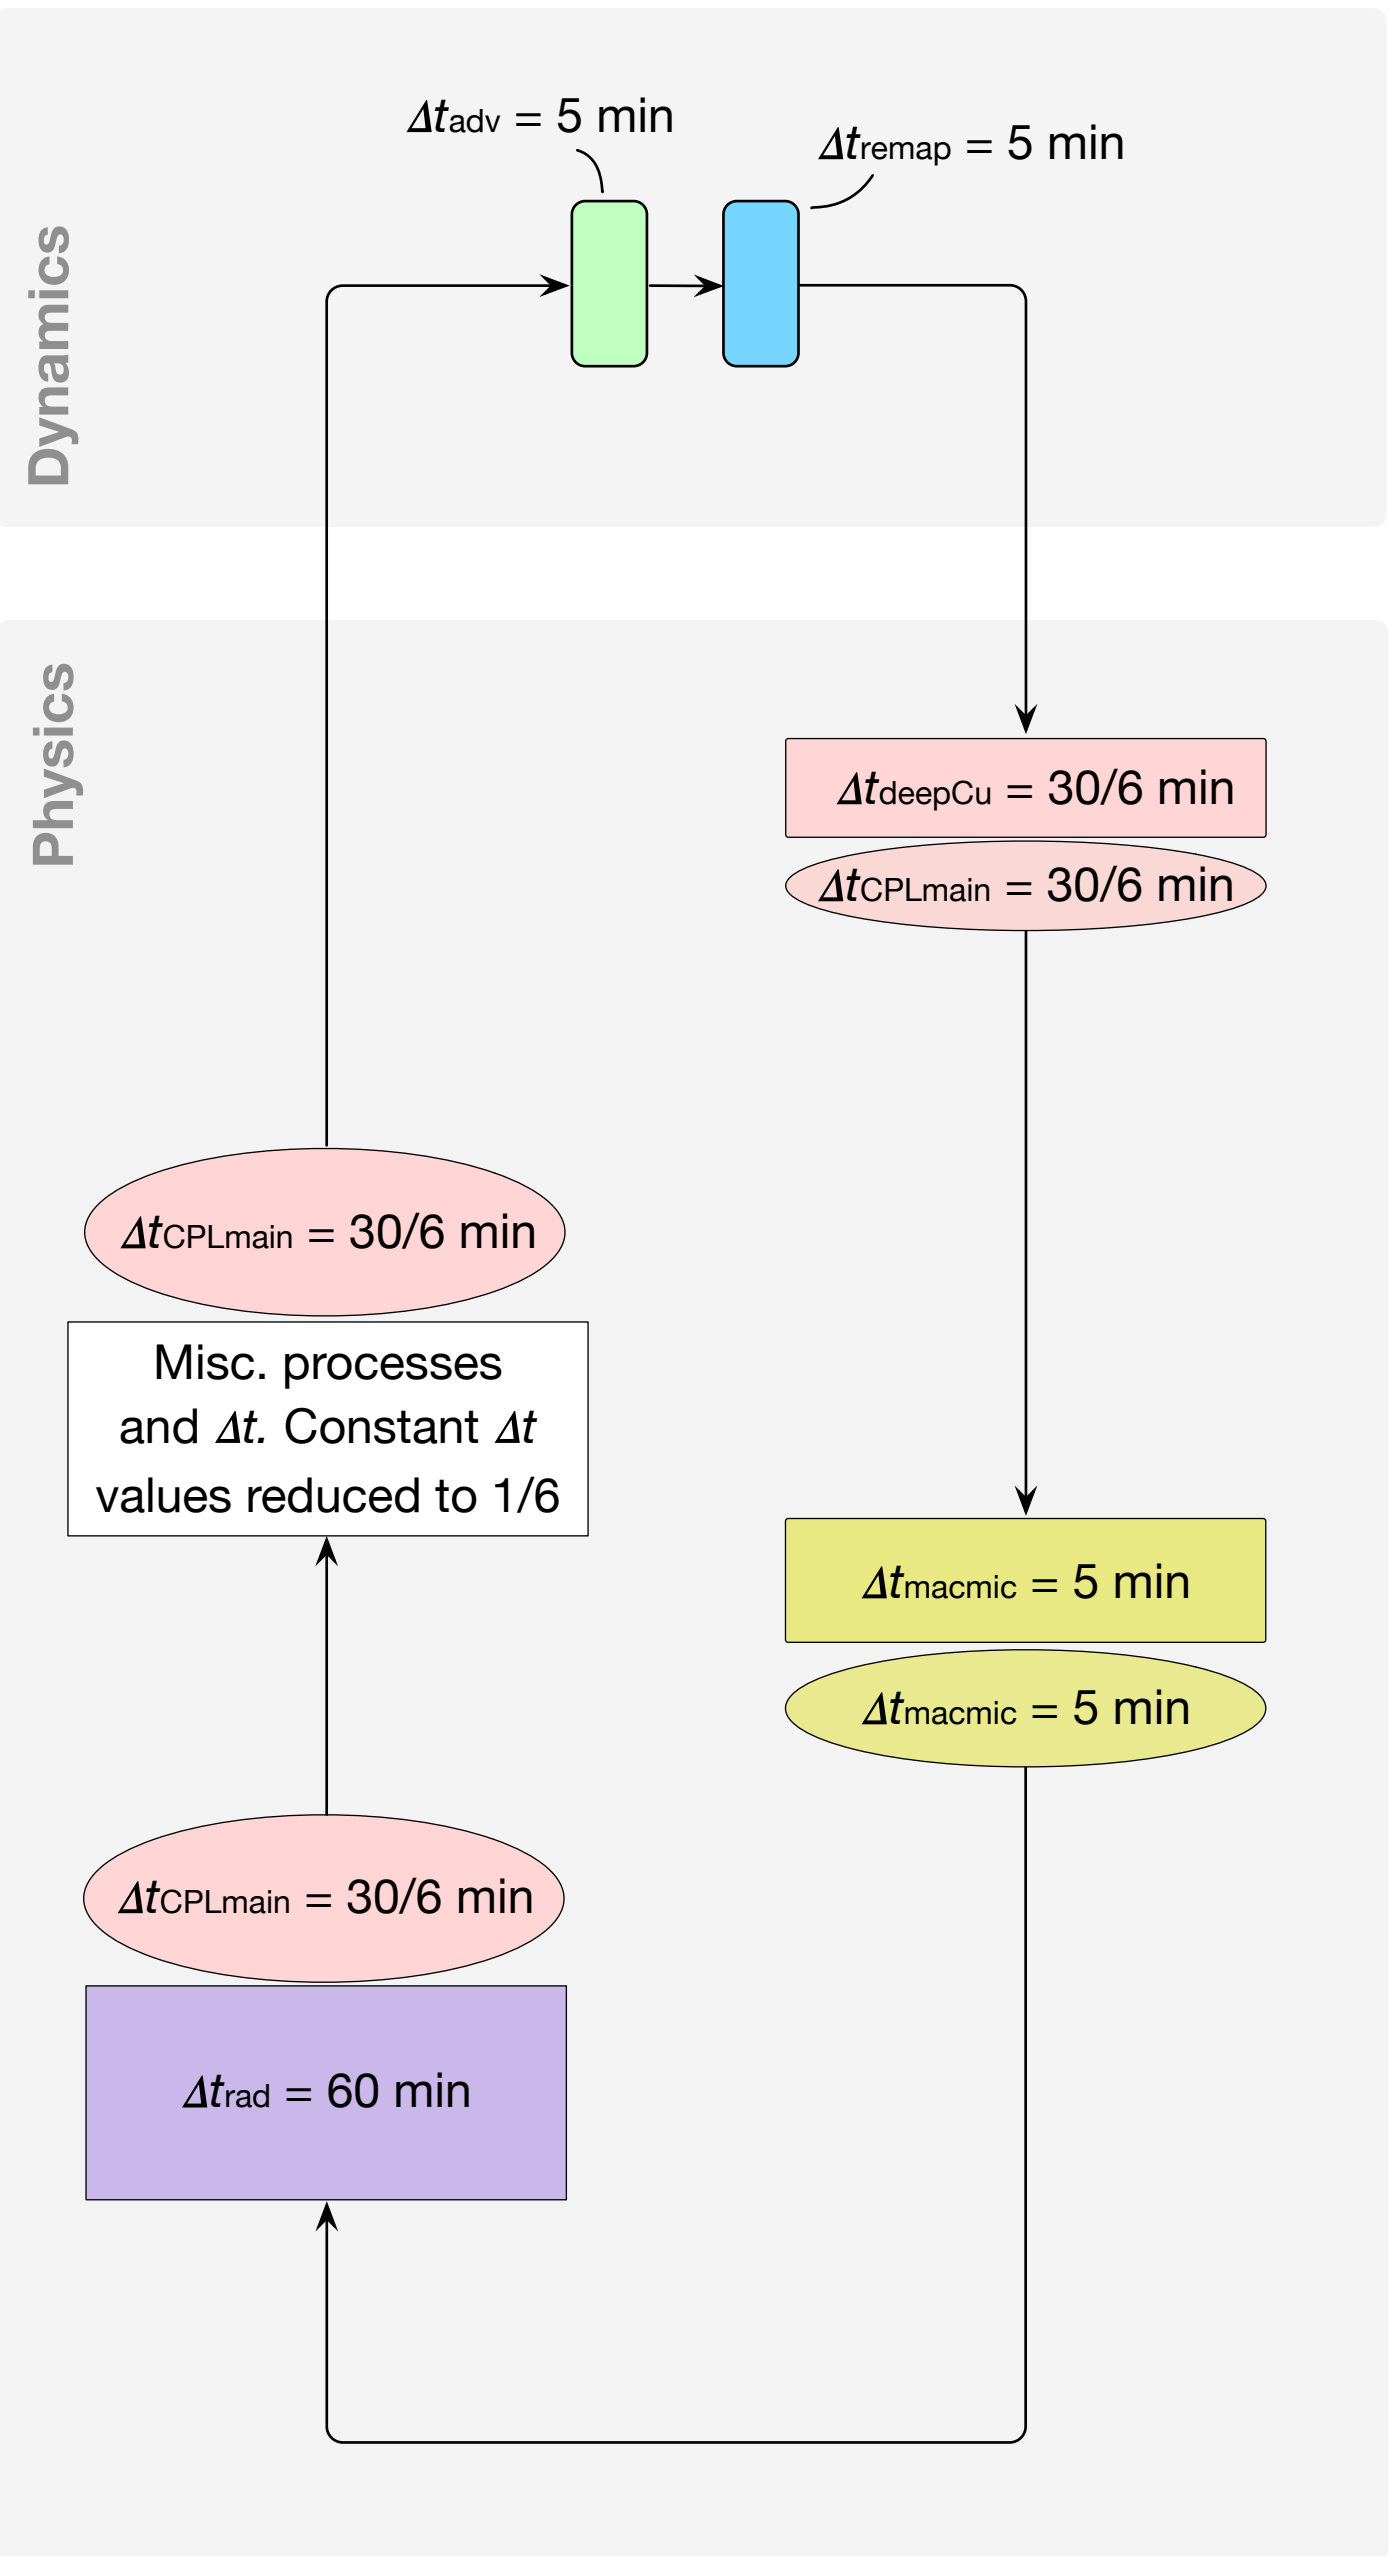 Dynamics
Δtadv = 5 min
Δtremap = 5 min
Physics
ΔtdeepCu = 30/6 min
ΔtCPLmain = 30/6 min
ΔtCPLmain = 30/6 min
Misc. processes
and Δt. Constant Δt
values reduced to 1/6
Δtmacmic = 5 min
Δtmacmic = 5 min
ΔtCPLmain = 30/6 min
Δtrad = 60 min